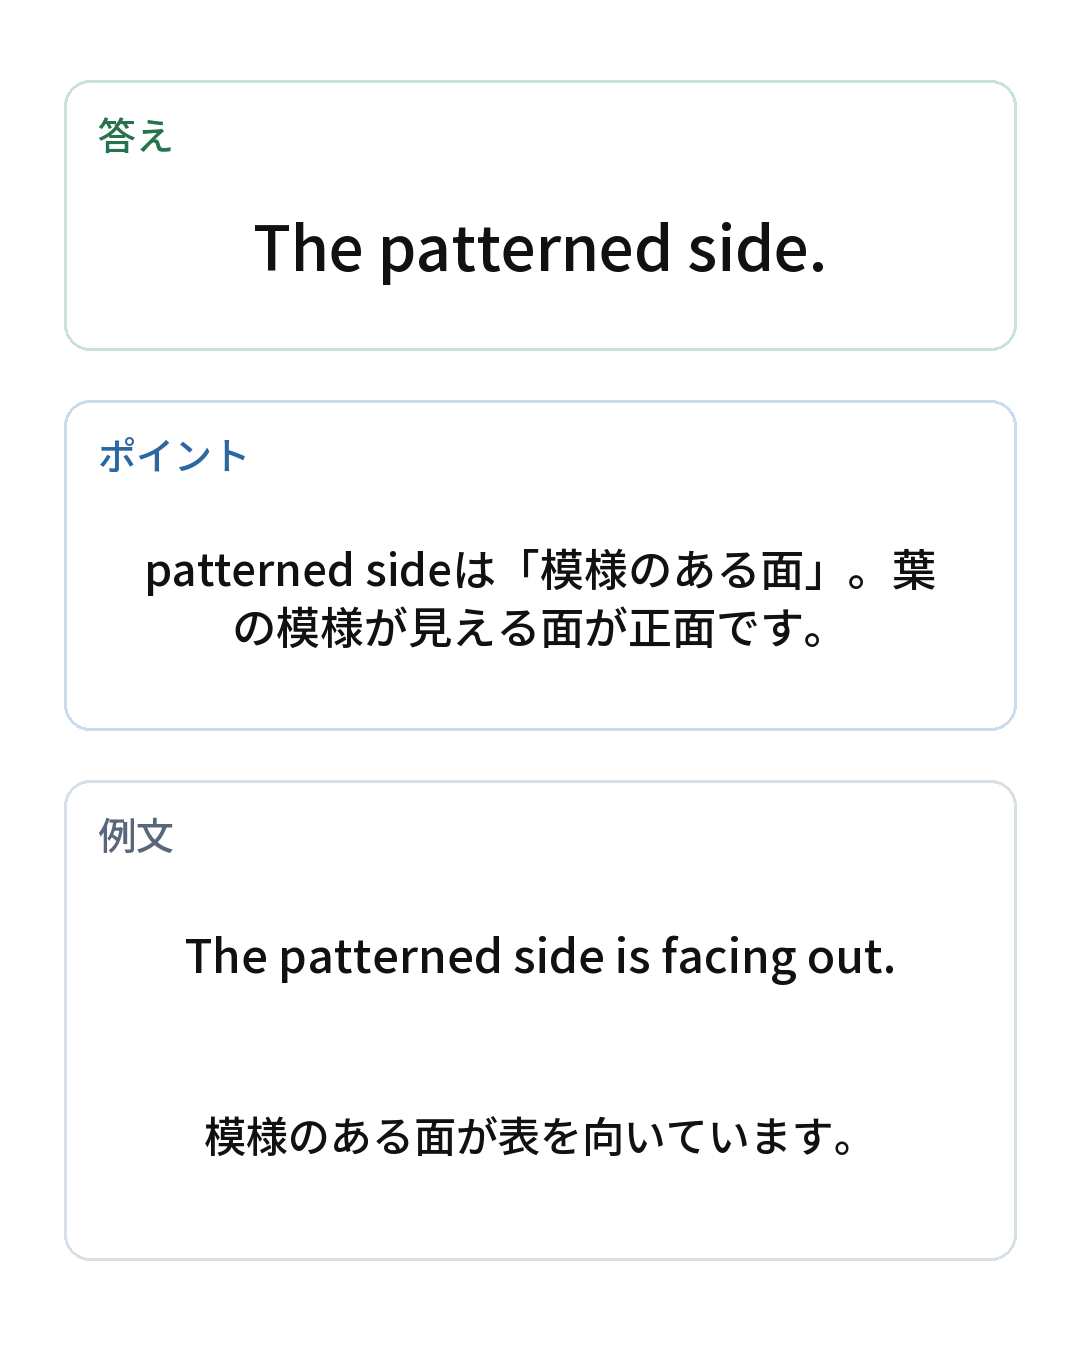 答え
The patterned side.
ポイント
patterned sideは「模様のある面」。葉
の模様が見える面が正面です。
例文
The patterned side is facing out.
模様のある面が表を向いています。